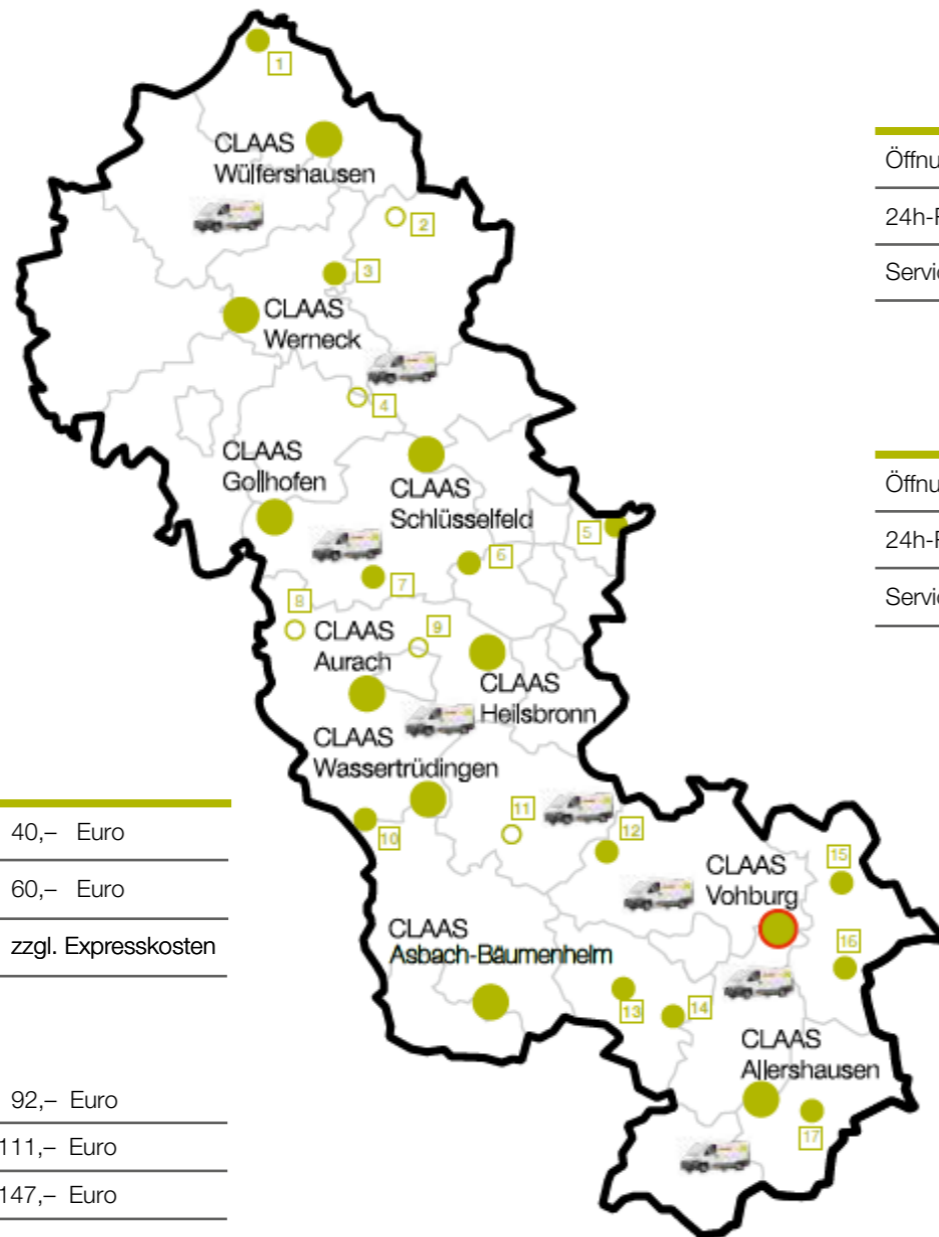 1
CLAAS
Wülfershausen
2
3
CLAAS
Werneck
4
CLAAS
Gollhofen
CLAAS
Schlüsselfeld
5
6
7
8
9
CLAAS
Aurach
CLAAS
Heilsbronn
CLAAS
Wassertrüdingen
10
11
12
CLAAS
Vohburg
15
16
CLAAS
Asbach-Bäumenheim
13
14
CLAAS
Allershausen
17
40,– Euro
60,– Euro
zzgl. Expresskosten
92,– Euro
111,– Euro
147,– Euro
Öffnu
24h-
Servic
Öffnu
24h-
Servic